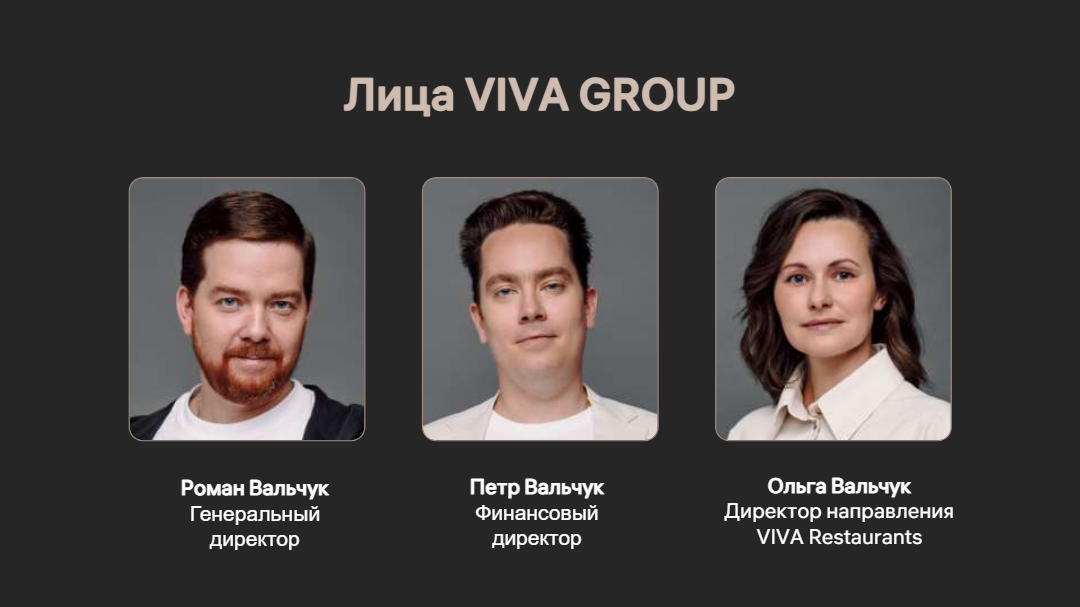 Лица VIVA GROUP
Роман Вальчук
Генеральный
директор
Петр Вальчук
Финансовый
директор
Ольга Вальчук
Директор направления
VIVA Restaurants